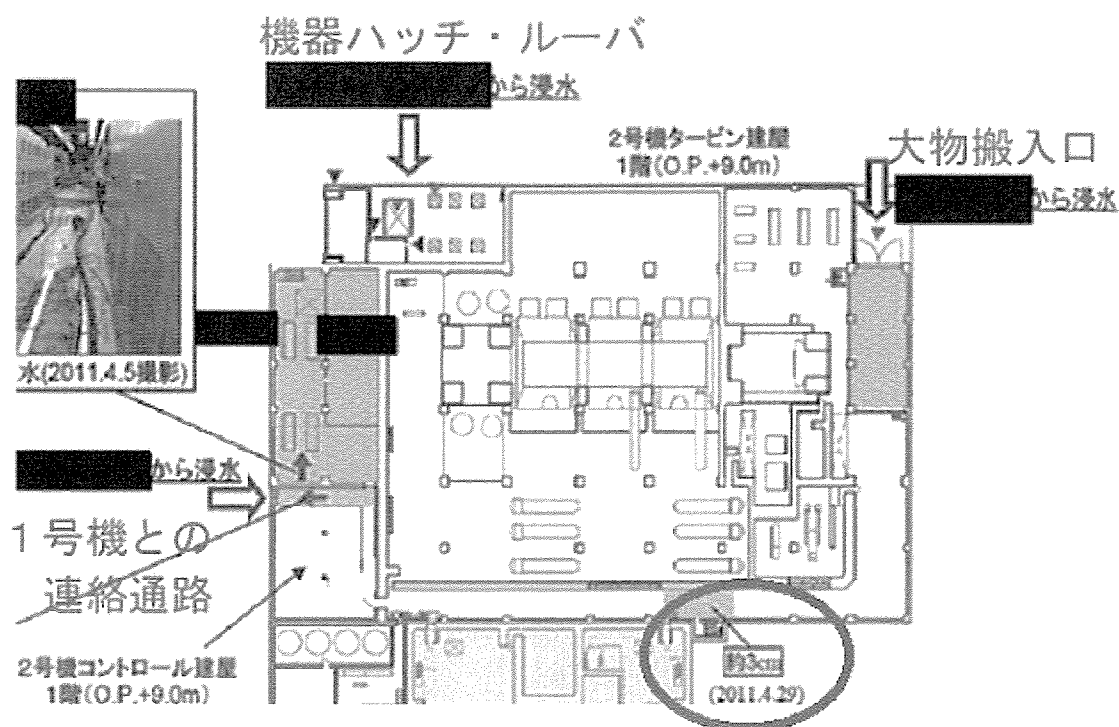 機器ハッチ・ルーバ
から浸水
2号機タービン建屋
1階(O.P.+9.0m)
大物搬入口
から浸水
水(2011.4.5撮影)
から浸水
1号機との
連絡通路
2号機コントロール建屋
1階(O.P.+9.0m)
約3cm
(2011.4.29)